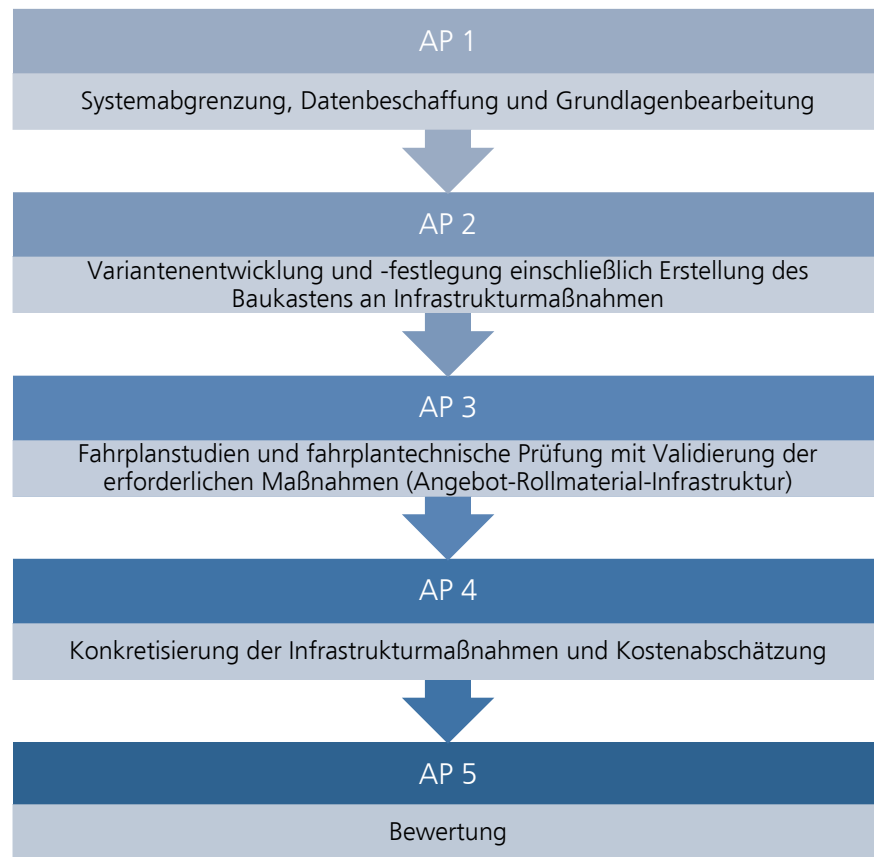 AP 1
Systemabgrenzung, Datenbeschaffung und Grundlagenbearbeitung
AP 2
Variantenentwicklung und -festlegung einschließlich Erstellung des
Baukastens an Infrastrukturmaßnahmen
AP 3
Fahrplanstudien und fahrplantechnische Prüfung mit Validierung der
erforderlichen Maßnahmen (Angebot-Rollmaterial-Infrastruktur)
AP 4
Konkretisierung der Infrastrukturmaßnahmen und Kostenabschätzung
AP 5
Bewertung